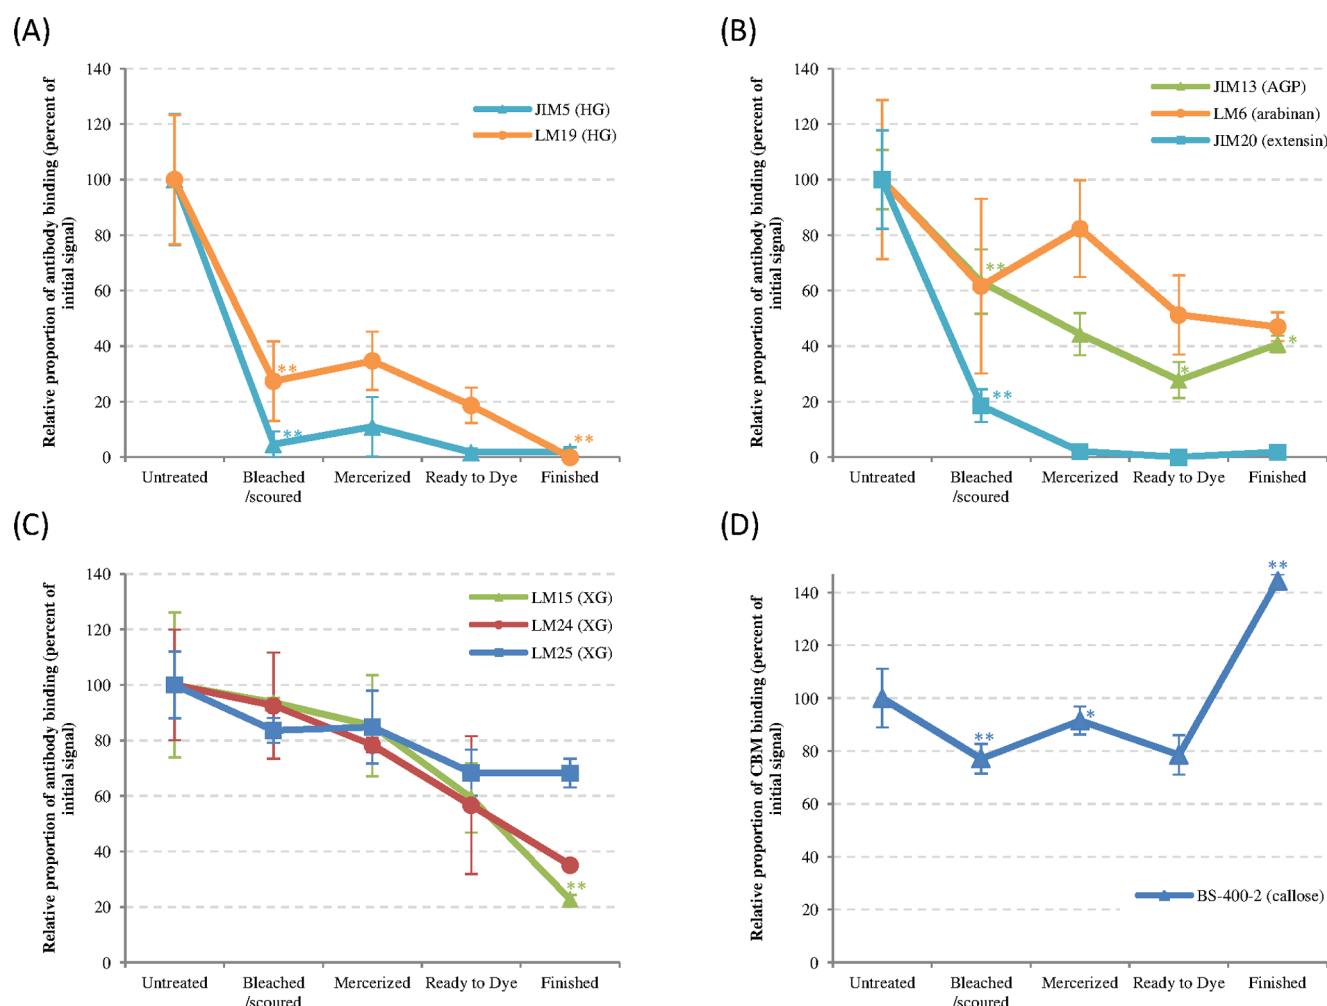 (A)
Relative proportion of antibody binding (percent of
initial signal)
140
120
100
80
60
40
20
0
JIM5 (HG)
LM19 (HG)
**
**
**
Untreated
Bleached
/scoured
Mercerized
Ready to Dye
Finished
(B)
Relative proportion of antibody binding (percent of
initial signal)
140
120
100
80
60
40
20
0
JIM13 (AGP)
LM6 (arabinan)
JIM20 (extensin)
**
**
*
*
Untreated
Bleached
/scoured
Mercerized
Ready to Dye
Finished
(C)
Relative proportion of antibody binding (percent of
initial signal)
140
120
100
80
60
40
20
0
LM15 (XG)
LM24 (XG)
LM25 (XG)
**
Untreated
Bleached
/scoured
Mercerized
Ready to Dye
Finished
(D)
Relative proportion of CBM binding (percent of
initial signal)
140
120
100
80
60
40
20
0
**
*
**
BS-400-2 (callose)
Untreated
Bleached
/scoured
Mercerized
Ready to Dye
Finished